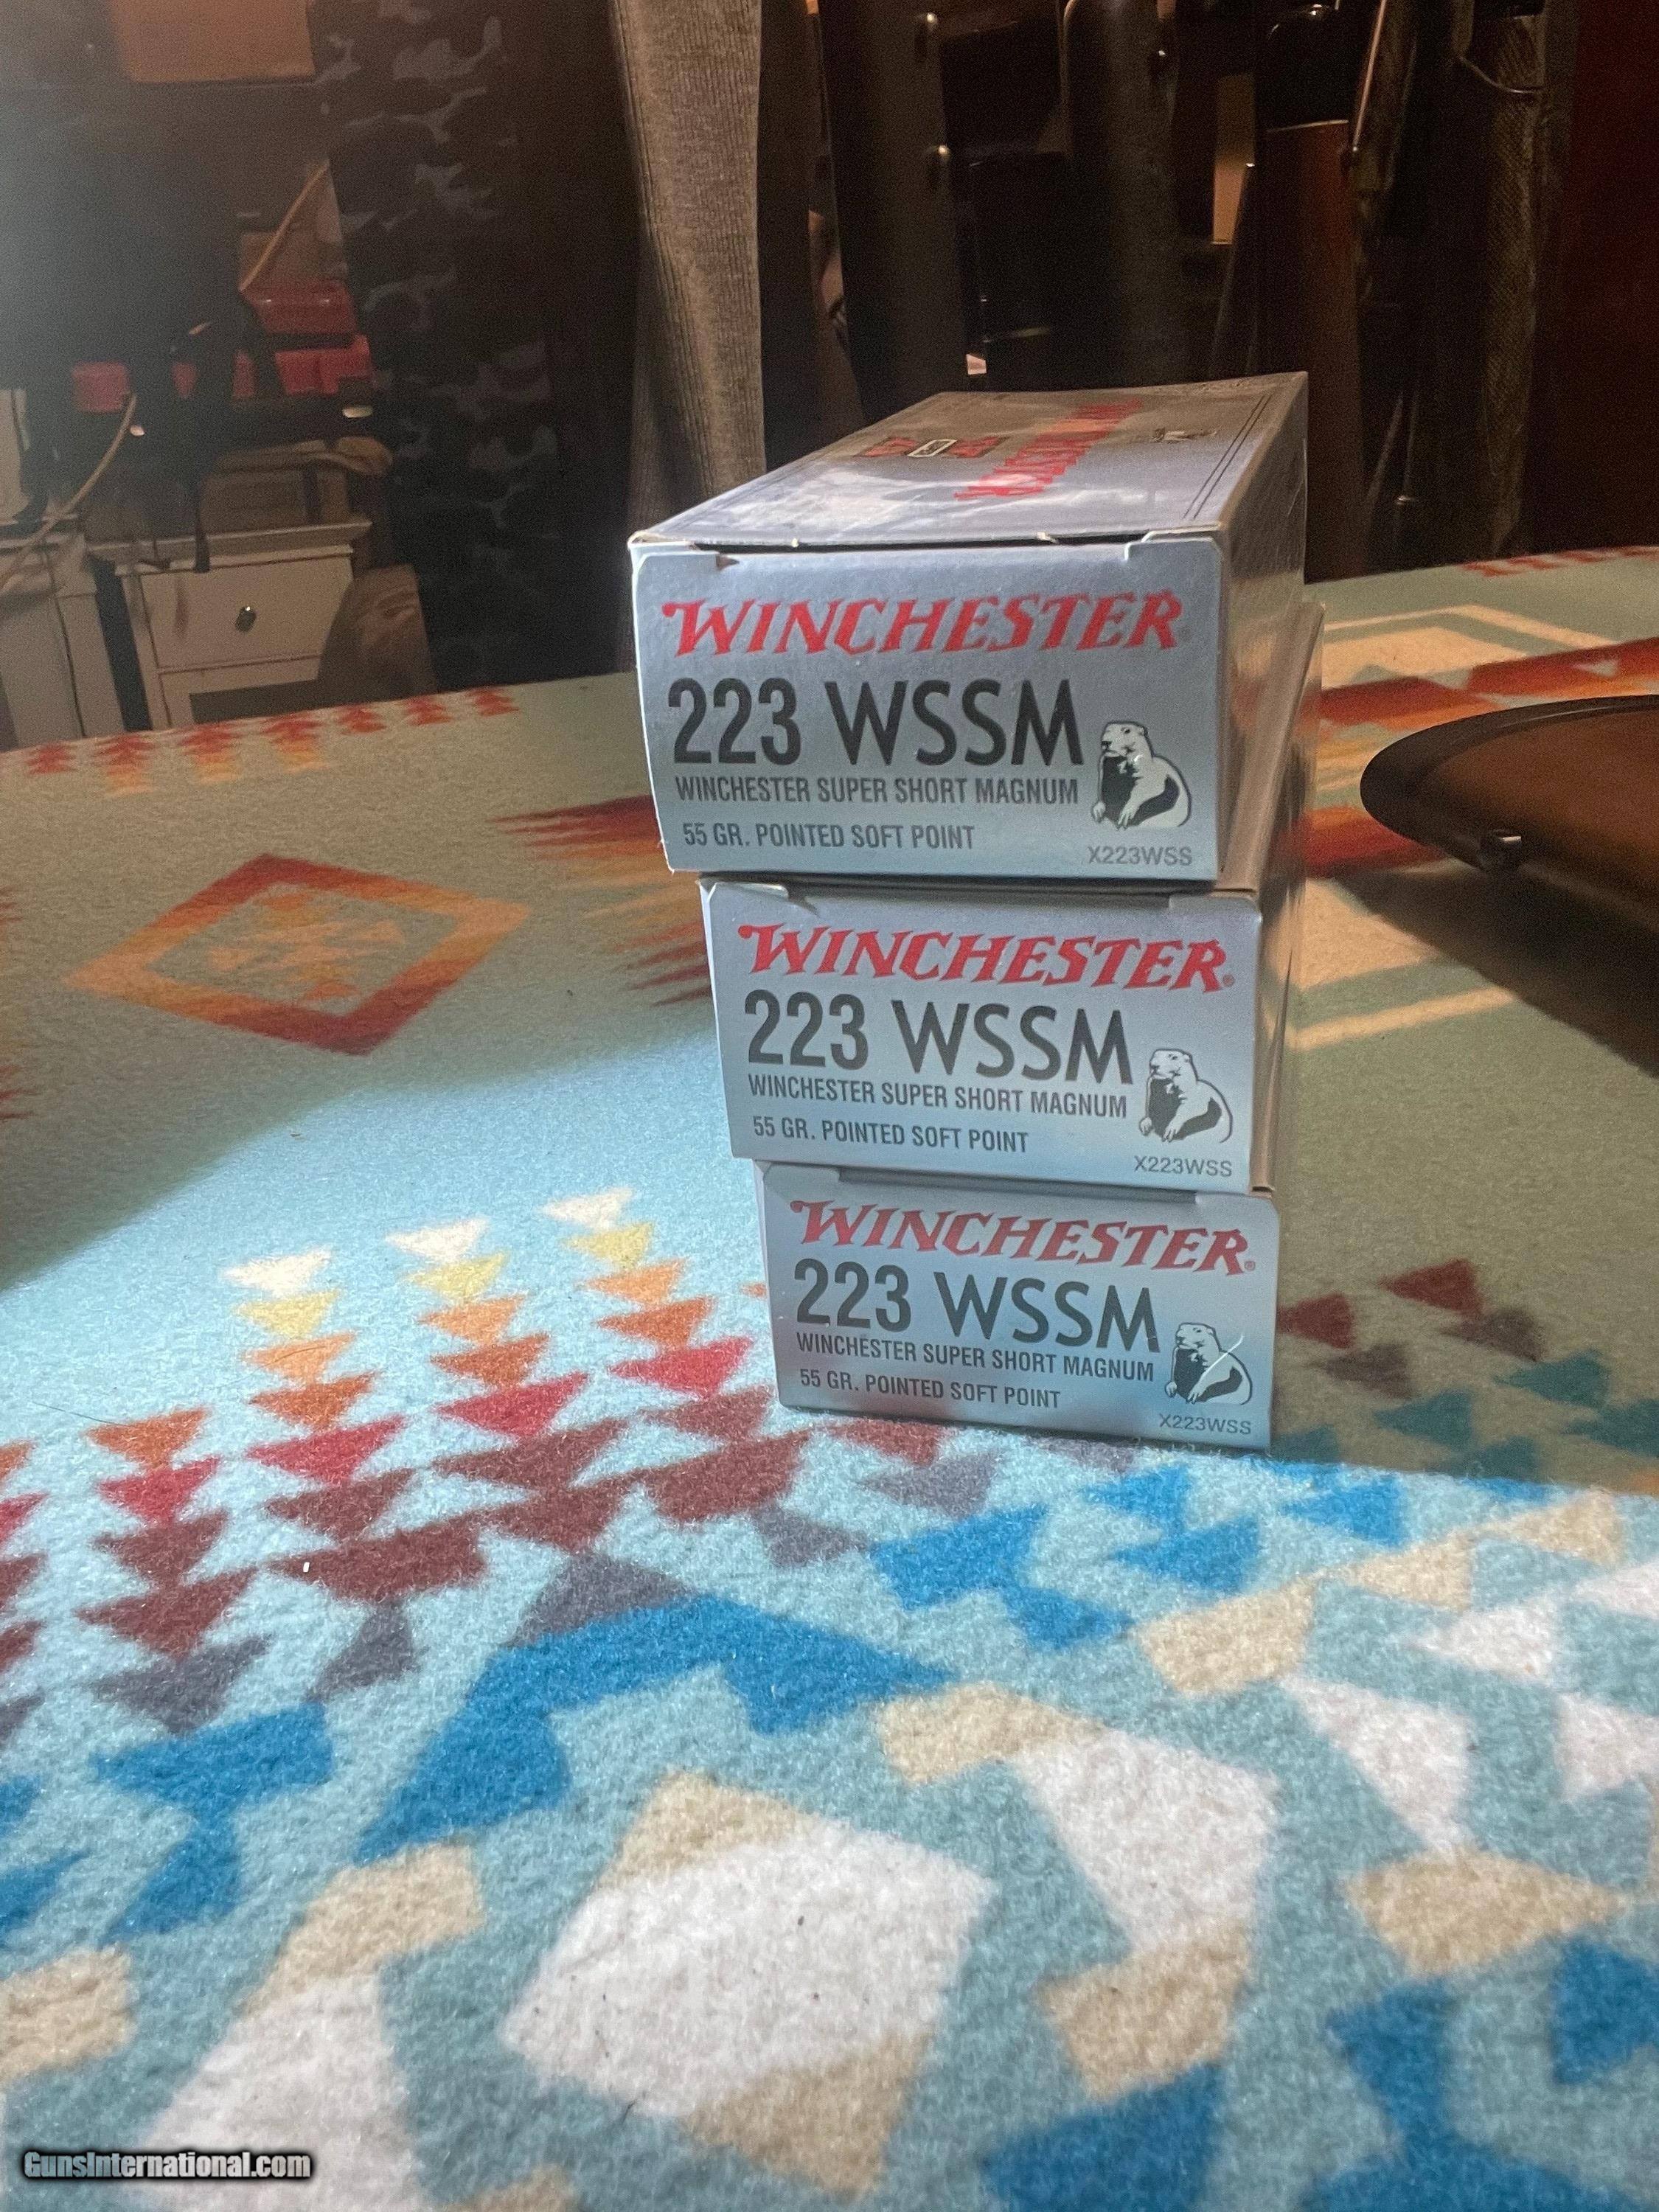 WINCHESTER
WINCHESTER
223 WSSM
WINCHESTER SUPER SHORT MAGNUM
55 GR. POINTED SOFT POINT
X223WSS
WINCHESTER®
223 WSSM
WINCHESTER SUPER SHORT MAGNUM
55 GR. POINTED SOFT POINT
X223WSS
WINCHESTER®
223 WSSM
WINCHESTER SUPER SHORT MAGNUM
55 GR. POINTED SOFT POINT
X223WSS
GunsInternational.com